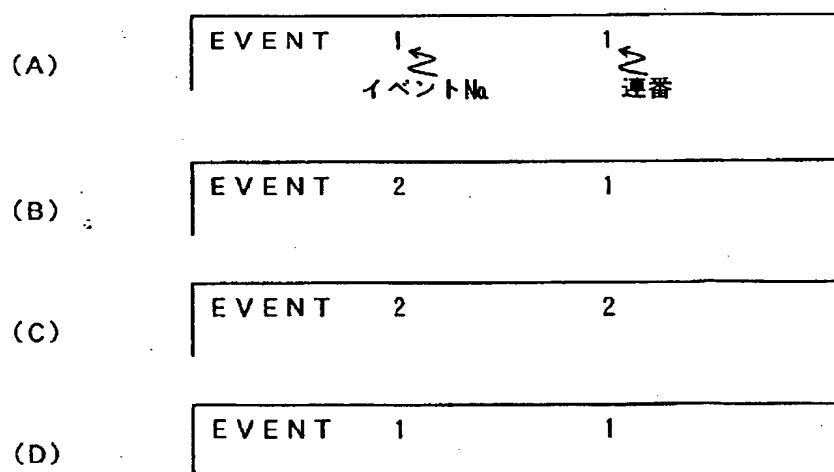 (A) EVENT 1 1
イベントNo. 連番
(B) EVENT 2 1
(C) EVENT 2 2
(D) EVENT 1 1